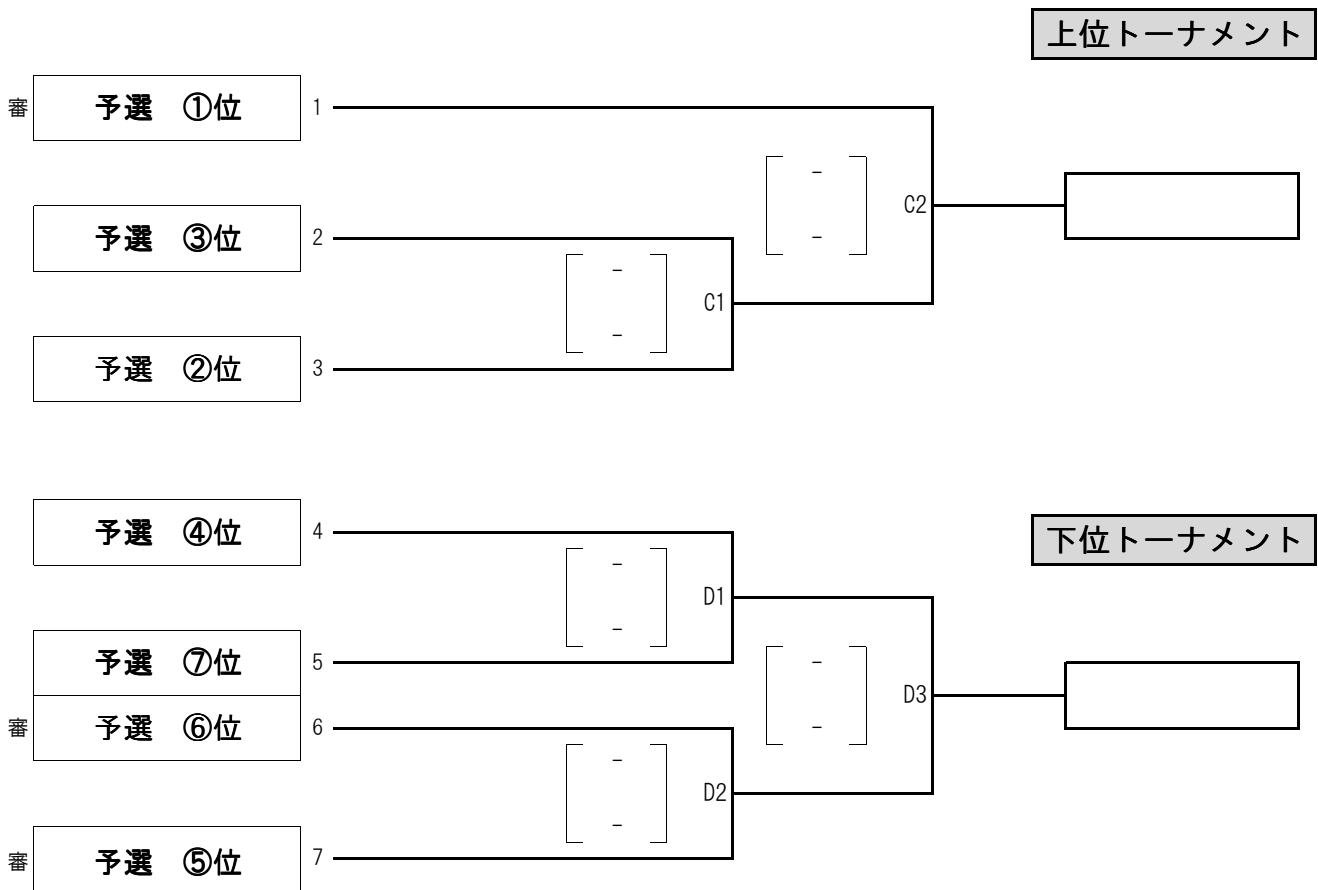 上位トーナメント
審 予選 ①位 1
- 
C2
-
予選 ③位 2
-
C1
-
予選 ②位 3
予選 ④位 4
下位トーナメント
-
D1
-
予選 ⑦位 5
-
D3
審 予選 ⑥位 6
-
-
D2
-
審 予選 ⑤位 7